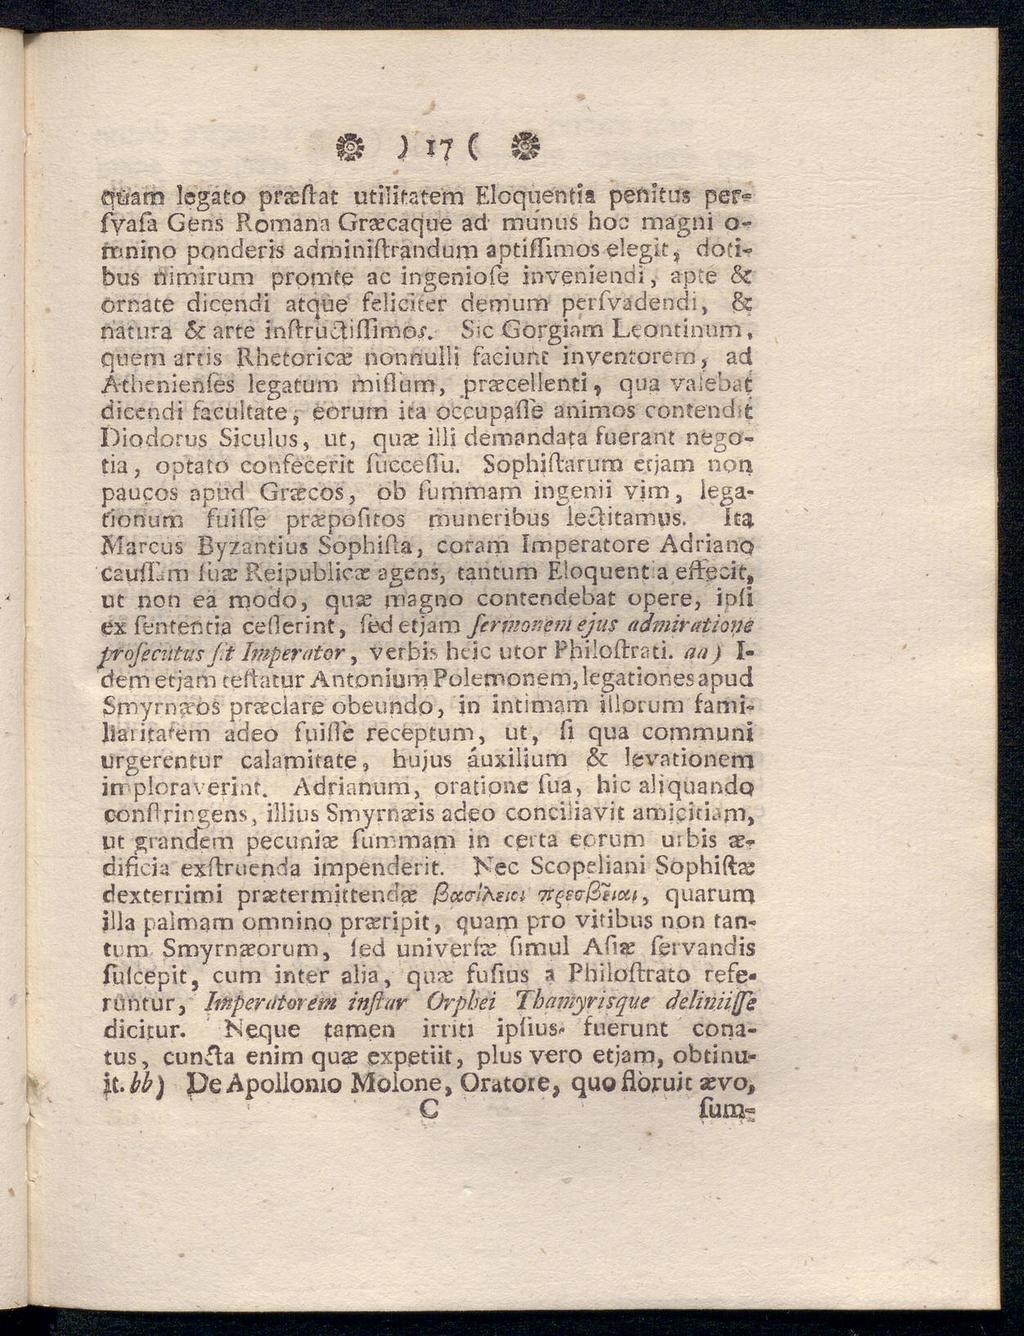 ❁ ) 17 ( ❁
quam legato præſtat utilitatem Eloquentia penitus per-
ſvaſa Gens Romana Græcaque ad munus hoc magni o-
mnino ponderis adminiſtrandum aptiſſimos elegit, doti-
bus nimirum promte ac ingenioſe inveniendi, apte &
ornate dicendi atque feliciter demum perſvadendi, &
natura & arte inſtructiſſimos. Sic Gorgiam Leontinum,
quem artis Rhetoricæ nonnulli faciunt inventorem, ad
Athenienſes legatum miſſum, præcellenti, qua valebat
dicendi facultate, eorum ita occupaſſe animos contendit
Diodorus Siculus, ut, quæ illi demandata fuerant nego-
tia, optato confecerit ſucceſſu. Sophiſtarum etjam non
paucos apud Græcos, ob ſummam ingenii vim, lega-
tionum fuiſſe præpoſitos muneribus lectitamus. Ita
Marcus Byzantius Sophiſta, coram Imperatore Adriano
cauſſam ſuæ Reipublicæ agens, tantum Eloquentia effecit,
ut non ea modo, quæ magno contendebat opere, ipſi
ex ſententia ceſſerint, ſed etjam ſermonem ejus admiratione
proſecutus ſit Imperator, verbis heic utor Philoſtrati. aa) I-
dem etjam teſtatur Antonium Polemonem, legationes apud
Smyrnæos præclare obeundo, in intimam illorum fami-
liaritatem adeo fuiſſe receptum, ut, ſi qua communi
urgerentur calamitate, hujus auxilium & levationem
imploraverint. Adrianum, oratione ſua, hic aliquando
conſtringens, illius Smyrnæis adeo conciliavit amicitiam,
ut grandem pecuniæ ſummam in certa eorum urbis æ-
dificia exſtruenda impenderit. Nec Scopeliani Sophiſtæ
dexterrimi prætermittendæ βασίλειοι πρεσβεῖαι, quarum
illa palmam omnino præripit, quam pro vitibus non tan-
tum Smyrnæorum, ſed univerſæ ſimul Aſiæ ſervandis
ſuſcepit, cum inter alia, quæ fuſius a Philoſtrato refe-
runtur, Imperatorem inſtar Orphei Thamyrisque deliniiſſe
dicitur. Neque tamen irriti ipſius fuerunt cona-
tus, cuncta enim quæ expetiit, plus vero etjam, obtinu-
it. bb) De Apollonio Molone, Oratore, quo floruit ævo,
C ſum-